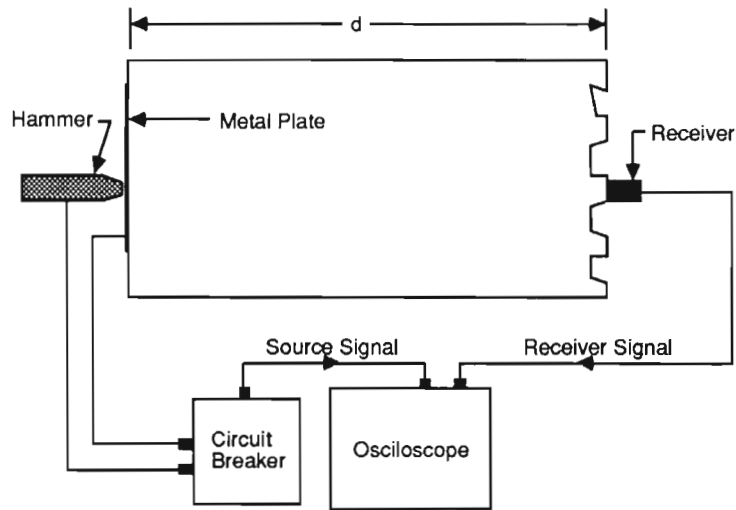 d
Hammer
Metal Plate
Receiver
Source Signal
Receiver Signal
Circuit
Breaker
Osciloscope